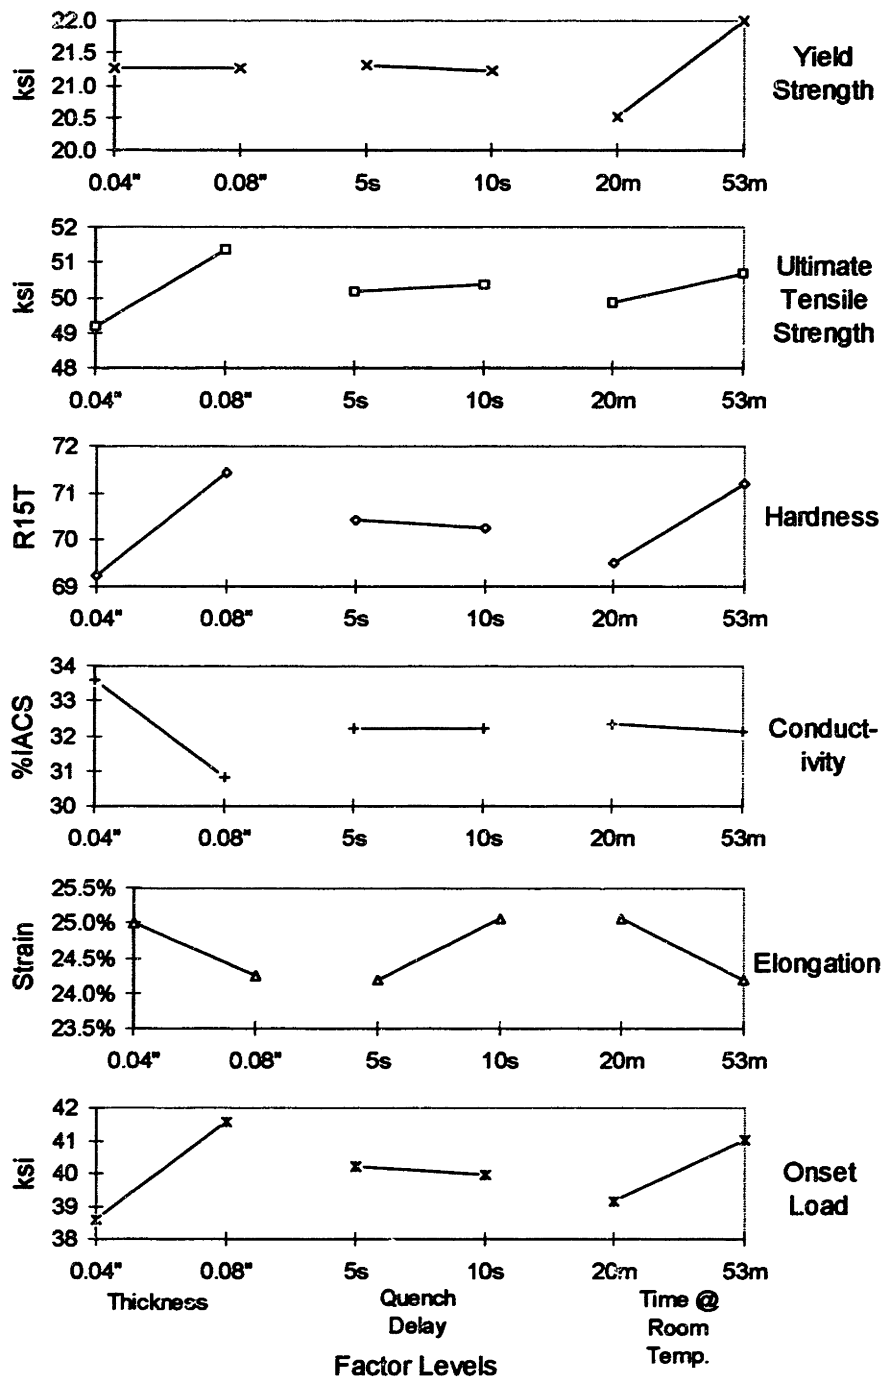 22.0
21.5
21.0
20.5
20.0
ksi
0.04" 0.08" 5s 10s 20m 53m
Yield
Strength
52
51
50
49
48
ksi
0.04" 0.08" 5s 10s 20m 53m
Ultimate
Tensile
Strength
72
71
70
69
R15T
0.04" 0.08" 5s 10s 20m 53m
Hardness
34
33
32
31
30
%IACS
0.04" 0.08" 5s 10s 20m 53m
Conduct-
ivity
25.5%
25.0%
24.5%
24.0%
23.5%
Strain
0.04" 0.08" 5s 10s 20m 53m
Elongation
42
41
40
39
38
ksi
0.04" 0.08" 5s 10s 20m 53m
Onset
Load
Thickness
Quench
Delay
Time @
Room
Temp.
Factor Levels